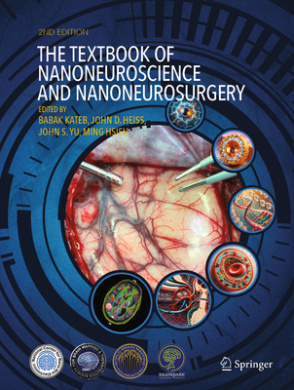 2ND EDITION
THE TEXTBOOK OF
NANONEUROSCIENCE
AND NANONEUROSURGERY
EDITED BY
BABAK KATEB, JOHN D. HEISS,
JOHN S. YU, MING HSIEH
Springer